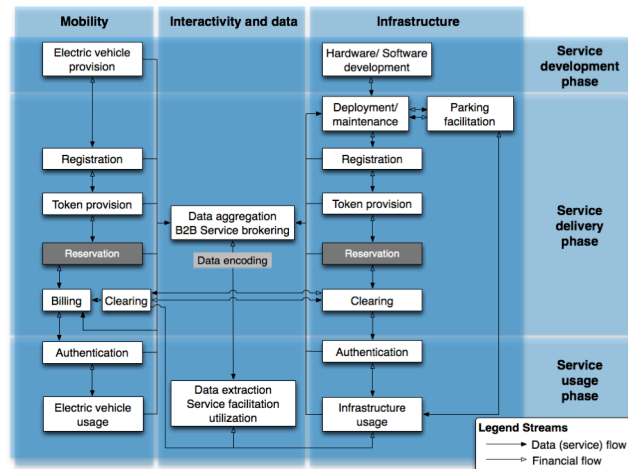 Mobility
Interactivity and data
Infrastructure
Electric vehicle
provision
Hardware/ Software
development
Service
development
phase
Deployment/
maintenance
Parking
facilitation
Registration
Registration
Token provision
Token provision
Data aggregation
B2B Service brokering
Service
delivery
phase
Reservation
Data encoding
Reservation
Billing
Clearing
Clearing
Authentication
Authentication
Data extraction
Service facilitation
utilization
Service
usage
phase
Electric vehicle
usage
Infrastructure
usage
Legend Streams
Data (service) flow
Financial flow